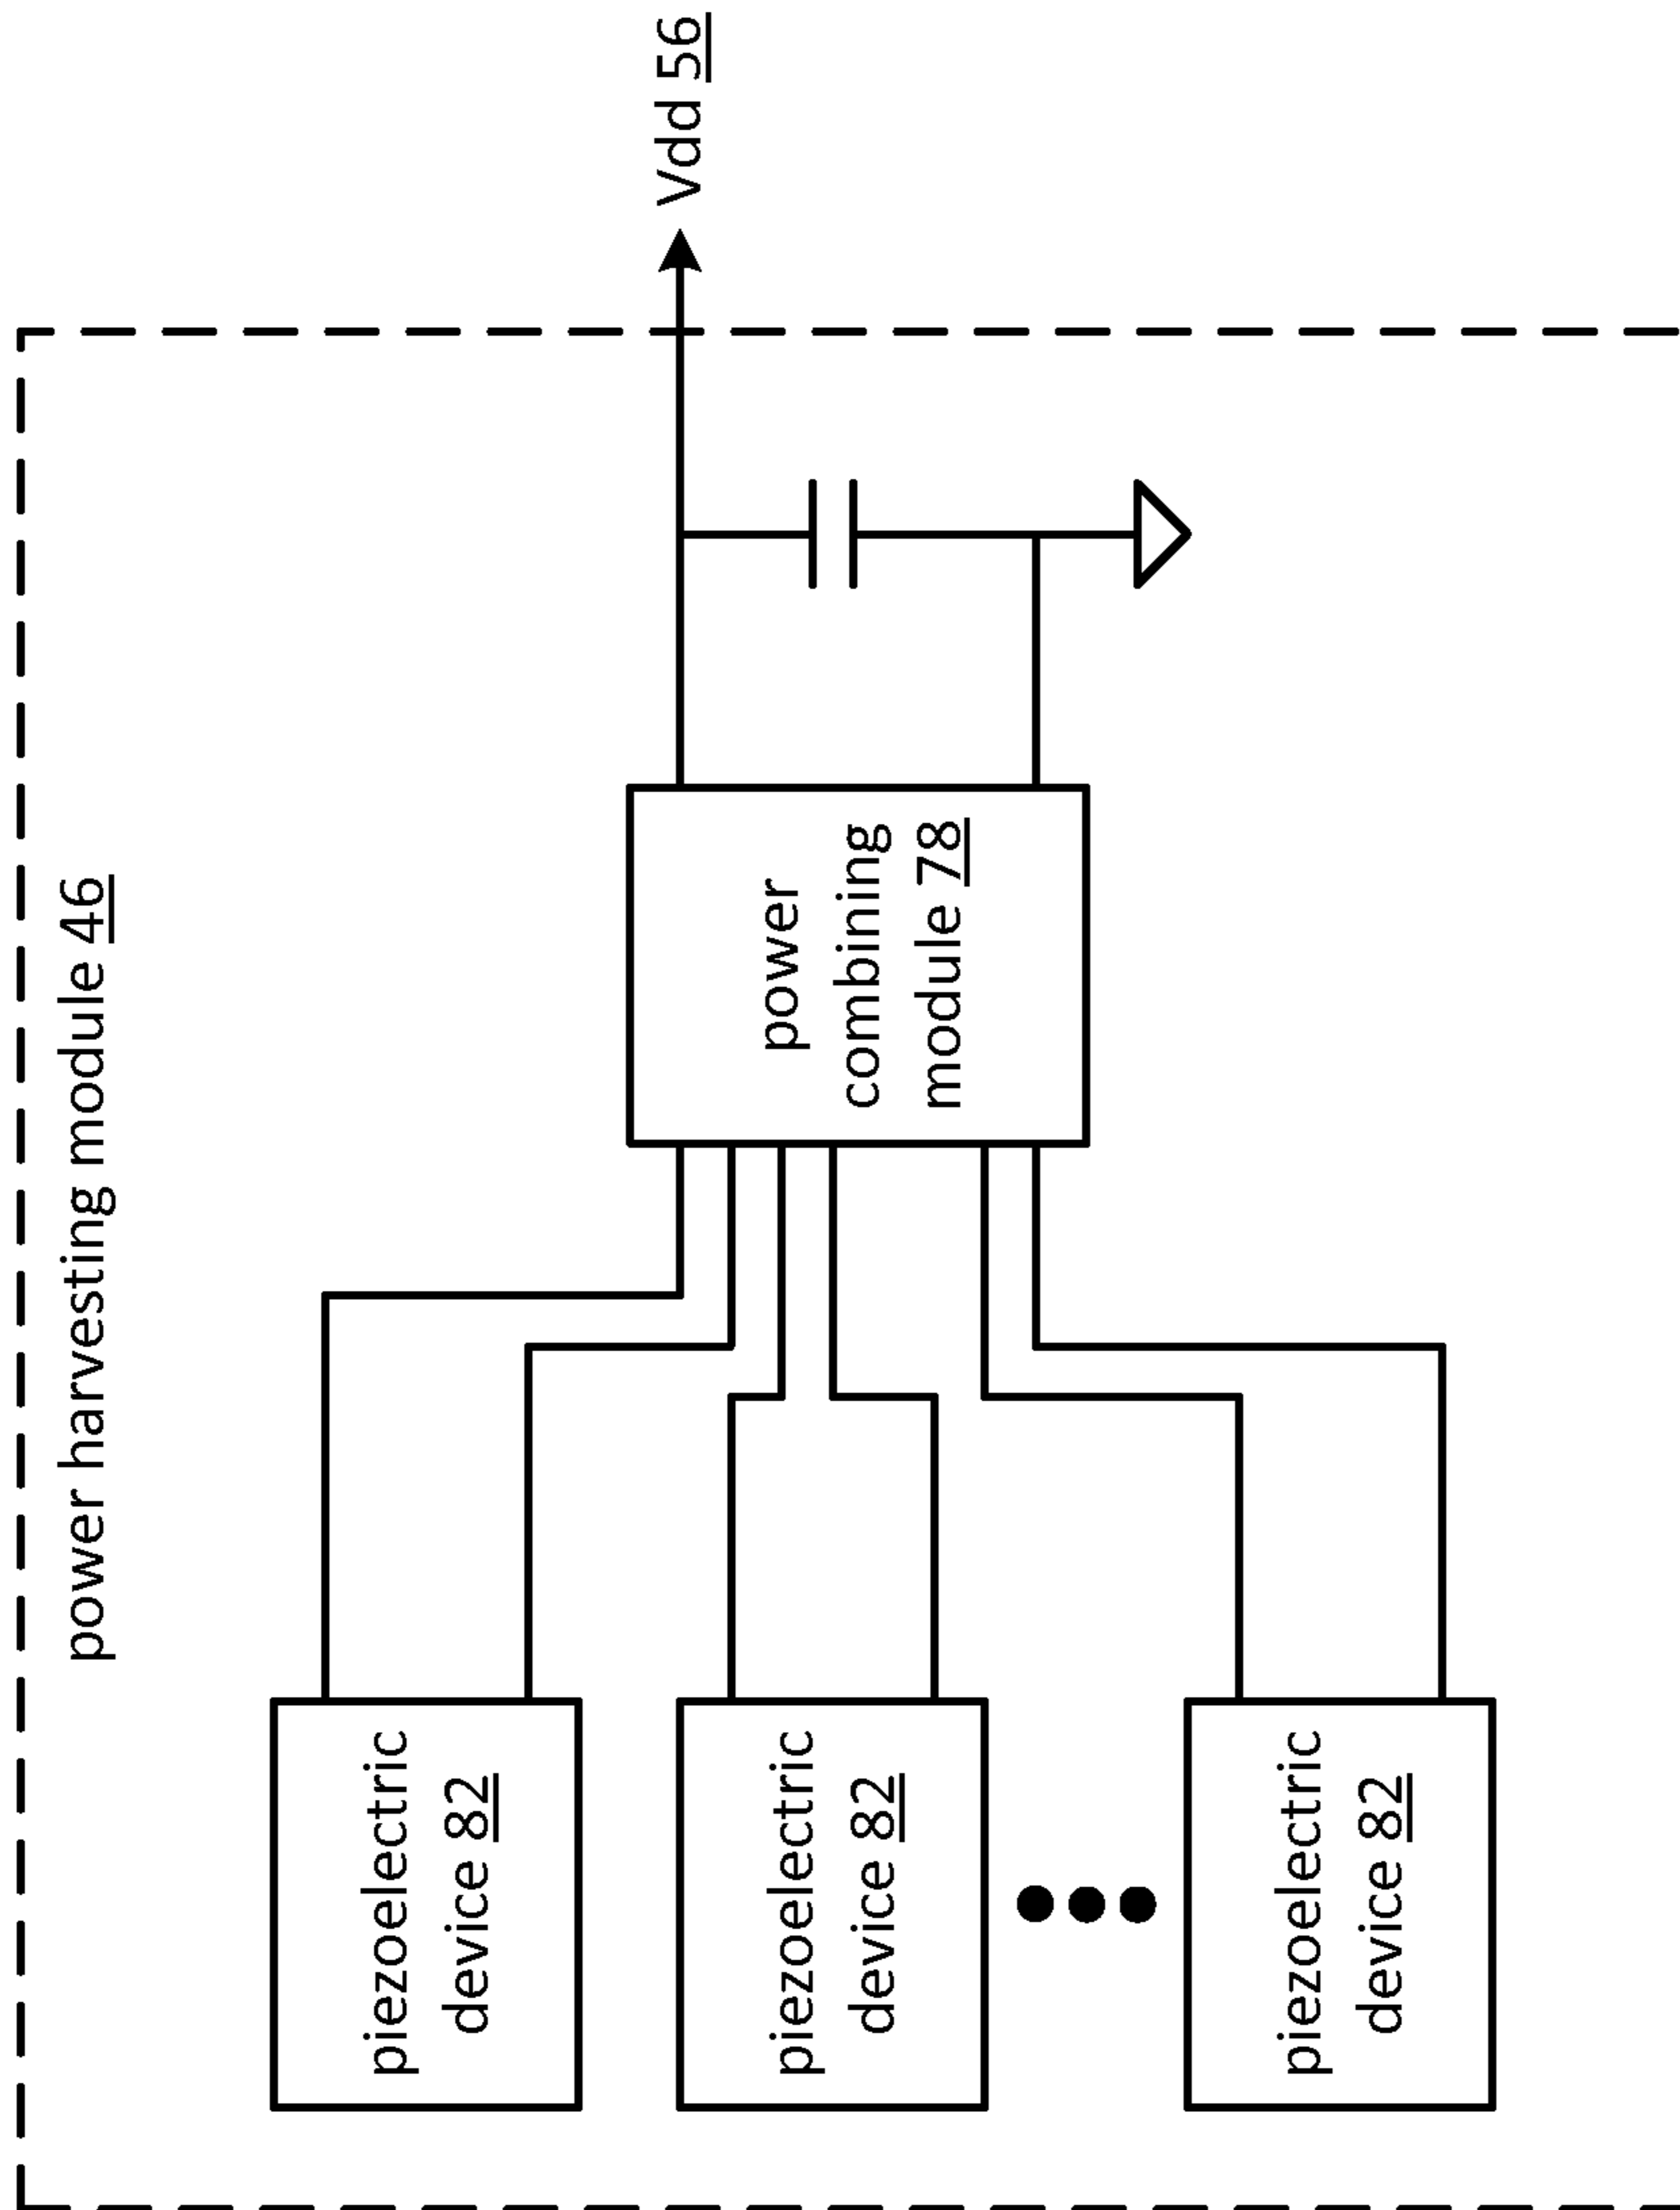 power harvesting module 46
piezoelectric
device 82
piezoelectric
device 82
piezoelectric
device 82
power
combining
module 78
Vdd 56